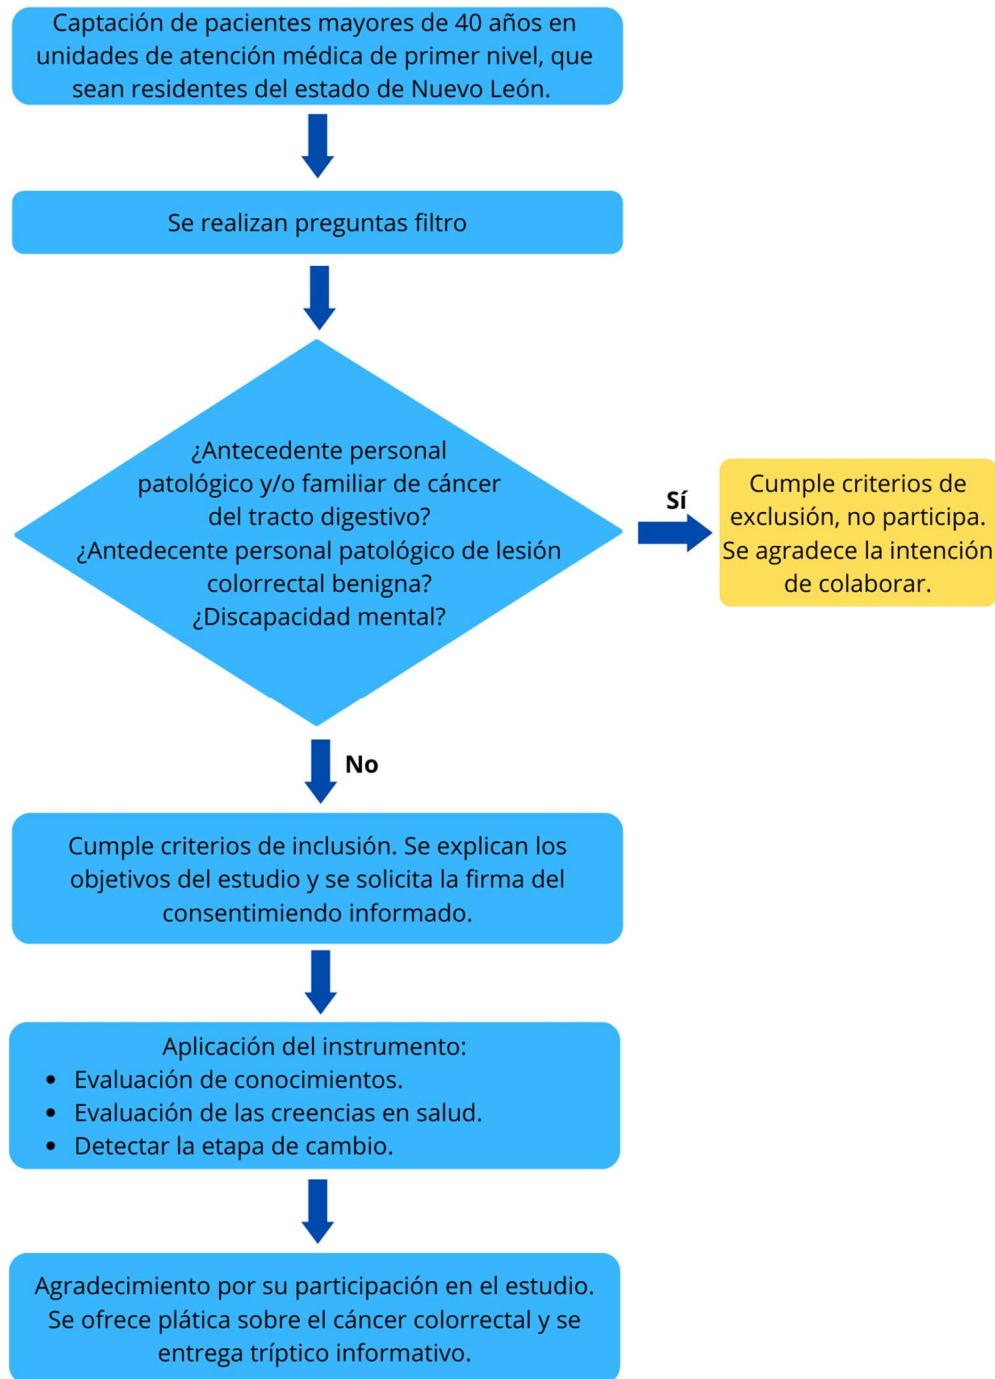 Captación de pacientes mayores de 40 años en
unidades de atención médica de primer nivel, que
sean residentes del estado de Nuevo León.
Se realizan preguntas filtro
¿Antecedente personal
patológico y/o familiar de cáncer
del tracto digestivo?
¿Antedecente personal patológico de lesión
colorrectal benigna?
¿Discapacidad mental?
Sí
Cumple criterios de
exclusión, no participa.
Se agradece la intención
de colaborar.
No
Cumple criterios de inclusión. Se explican los
objetivos del estudio y se solicita la firma del
consentimiendo informado.
Aplicación del instrumento:
• Evaluación de conocimientos.
• Evaluación de las creencias en salud.
• Detectar la etapa de cambio.
Agradecimiento por su participación en el estudio.
Se ofrece plática sobre el cáncer colorrectal y se
entrega tríptico informativo.